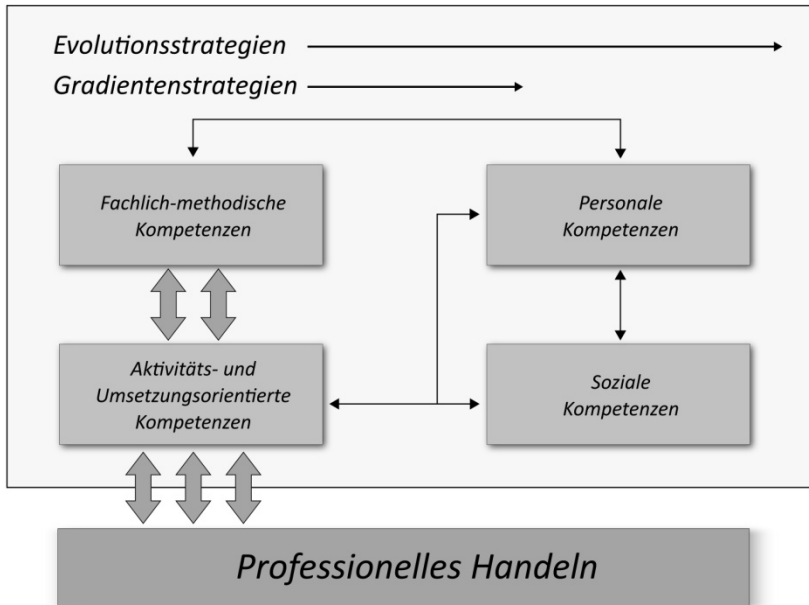 Evolutionsstrategien
Gradientenstrategien
Fachlich-methodische
Kompetenzen
Personale
Kompetenzen
Aktivitäts- und
Umsetzungsorientierte
Kompetenzen
Soziale
Kompetenzen
Professionelles Handeln